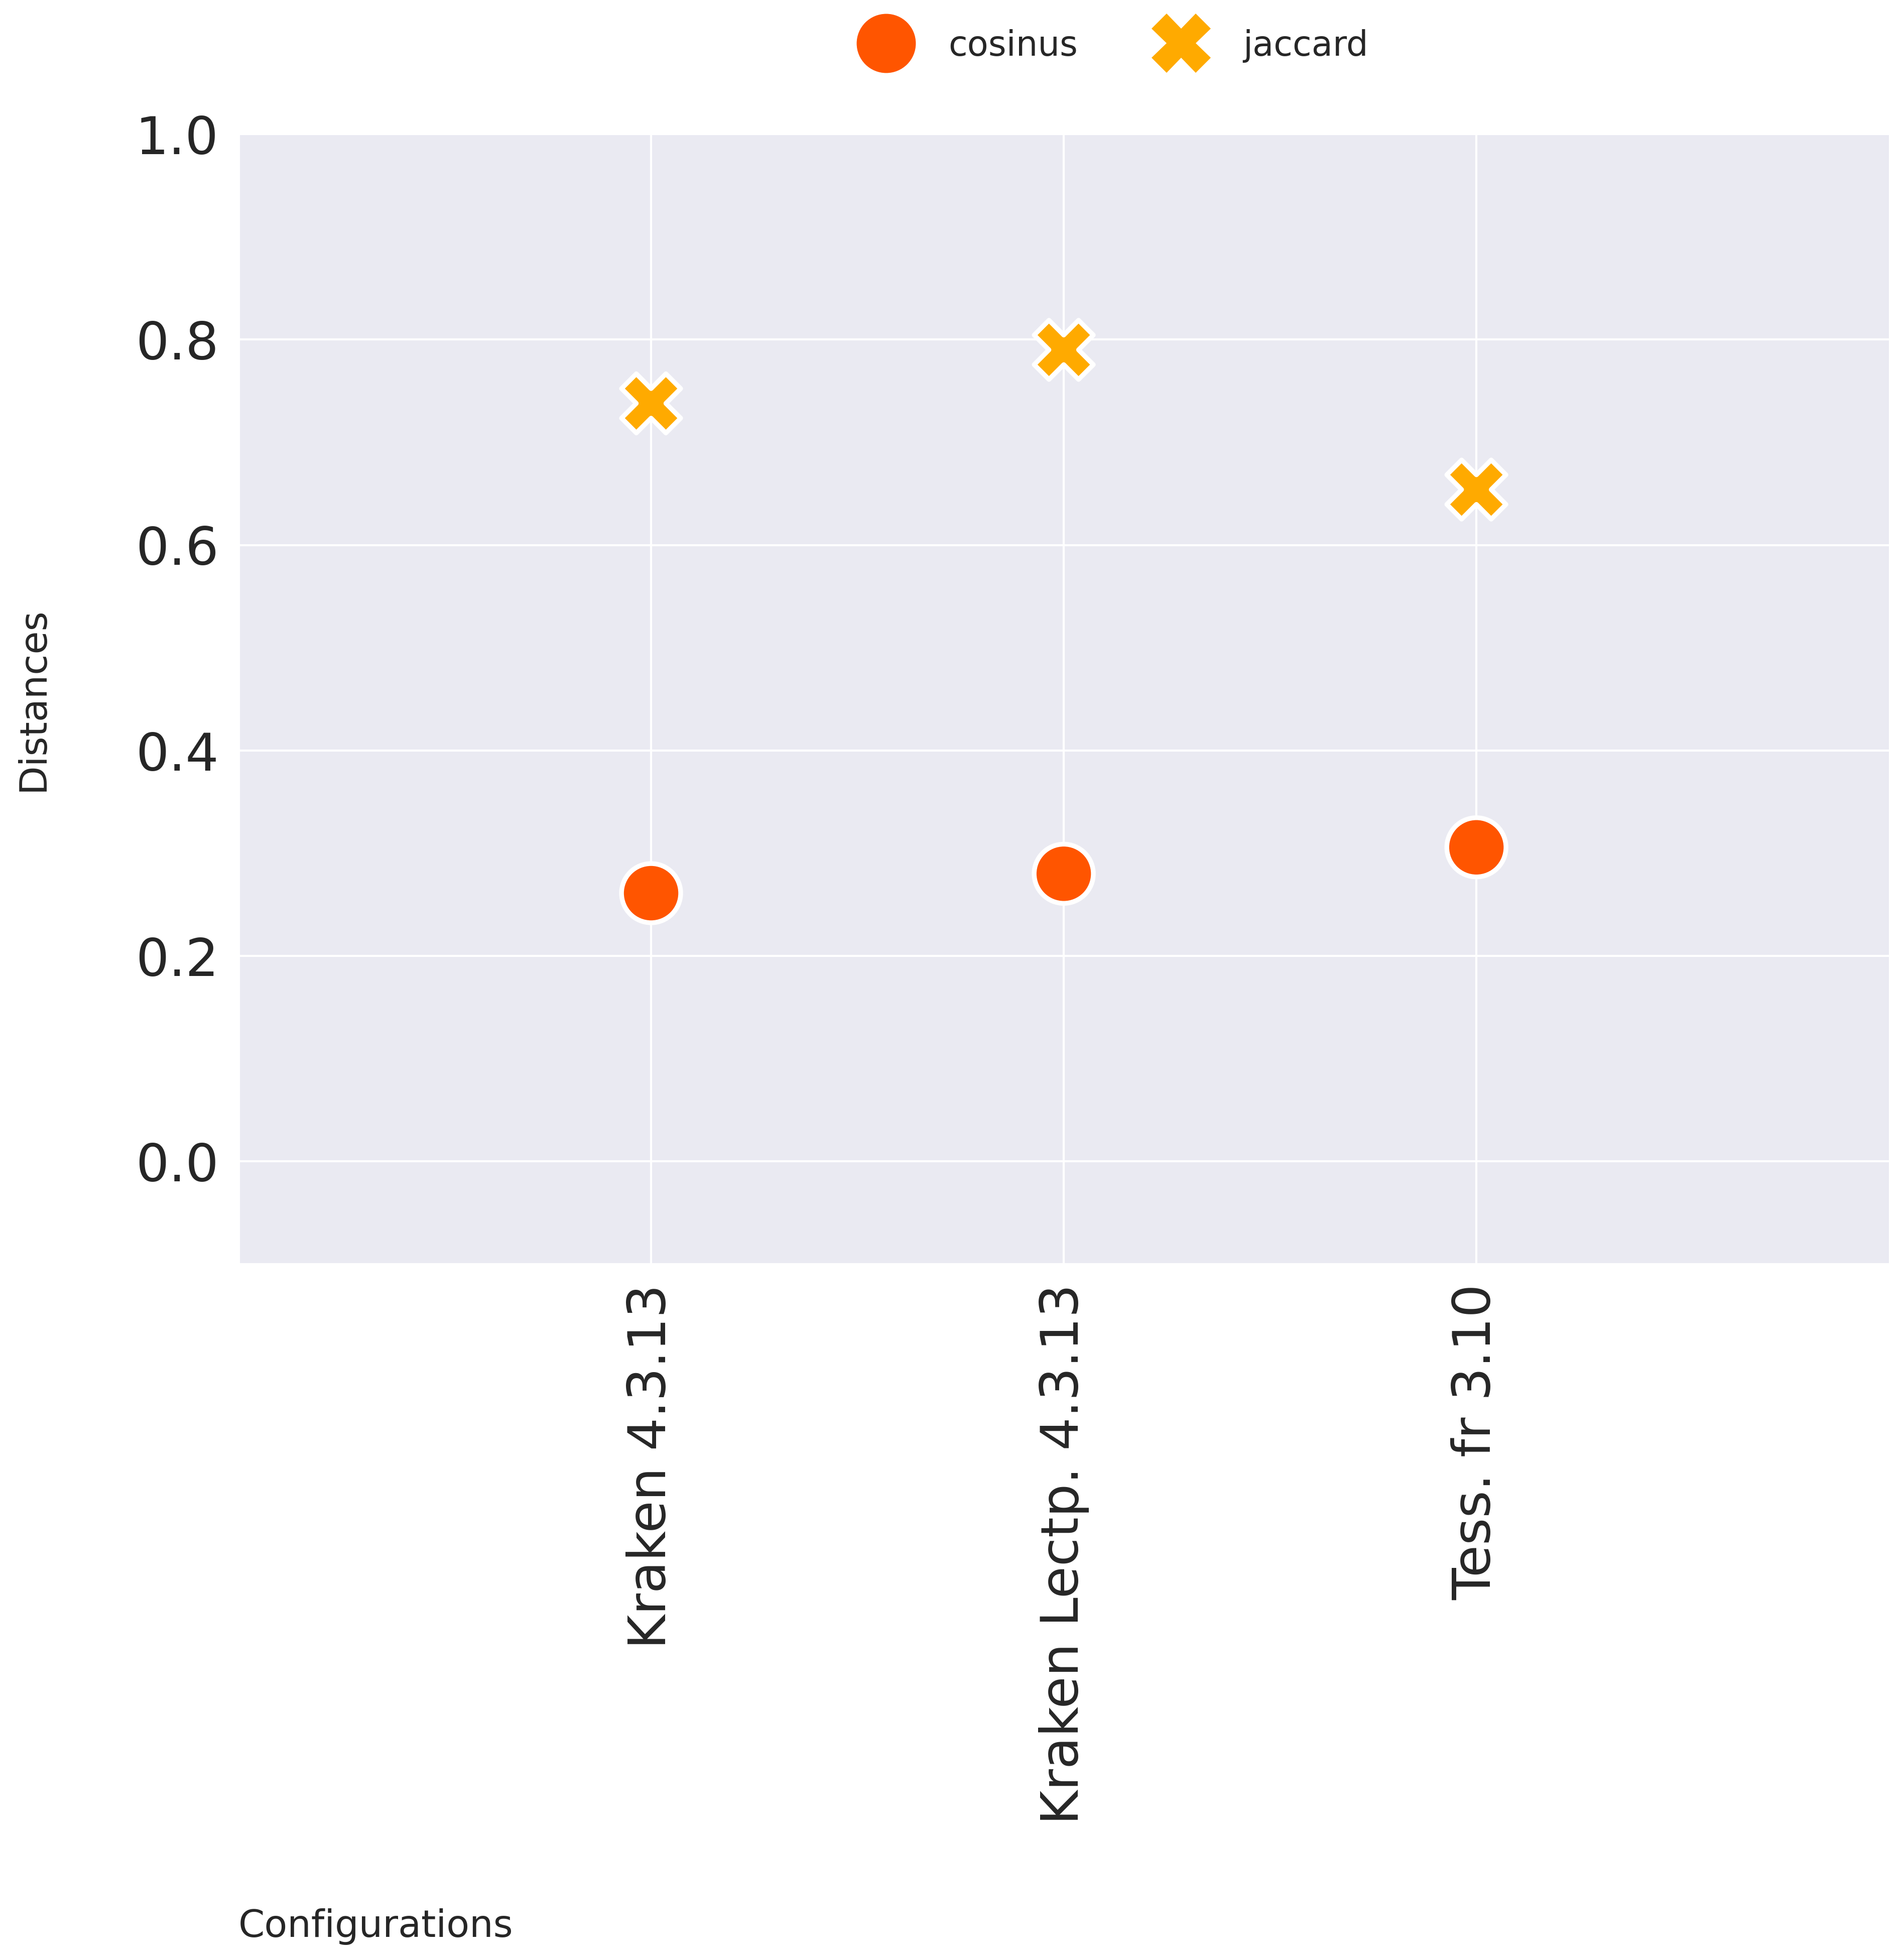 cosinus jaccard
1.0
0.8
0.6
0.4
0.2
0.0
Distances
Kraken 4.3.13
Kraken Lectp. 4.3.13
Tess. fr 3.10
Configurations